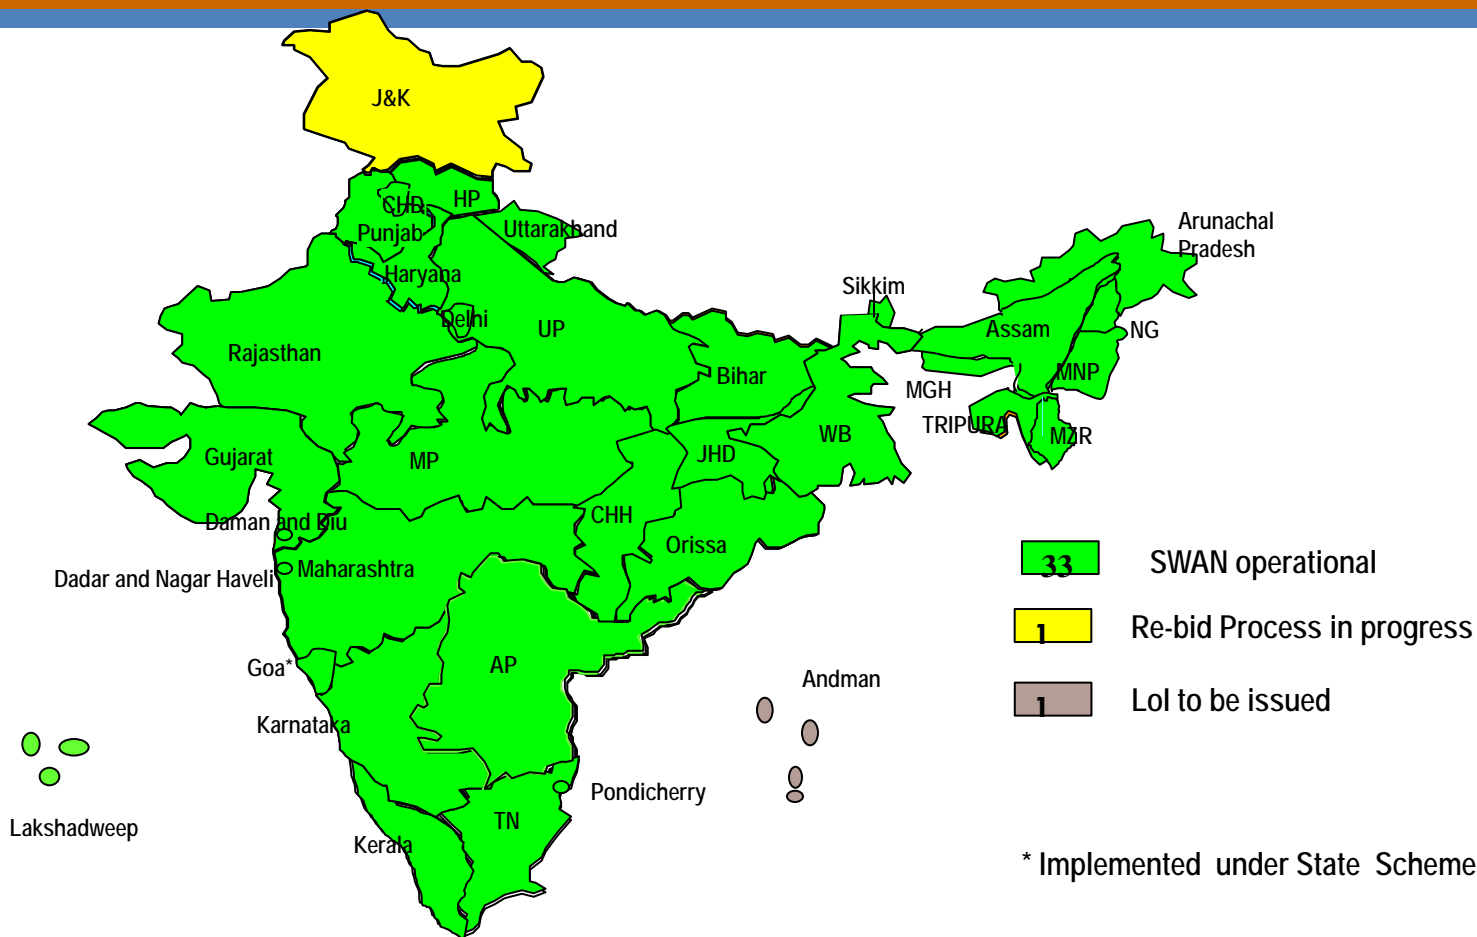 J&K
CHD
HP
Punjab
Uttarakhand
Haryana
Delhi
UP
Rajasthan
Bihar
Sikkim
Arunachal
Pradesh
Assam
NG
MNP
MGH
TRIPURA
MZR
WB
JHD
Gujarat
MP
CHH
Orissa
Daman and Diu
Dadar and Nagar Haveli
Maharashtra
Goa*
AP
Karnataka
Andman
Lakshadweep
Pondicherry
TN
Kerala
33 SWAN operational
1 Re-bid Process in progress
1 LoI to be issued
* Implemented under State Scheme